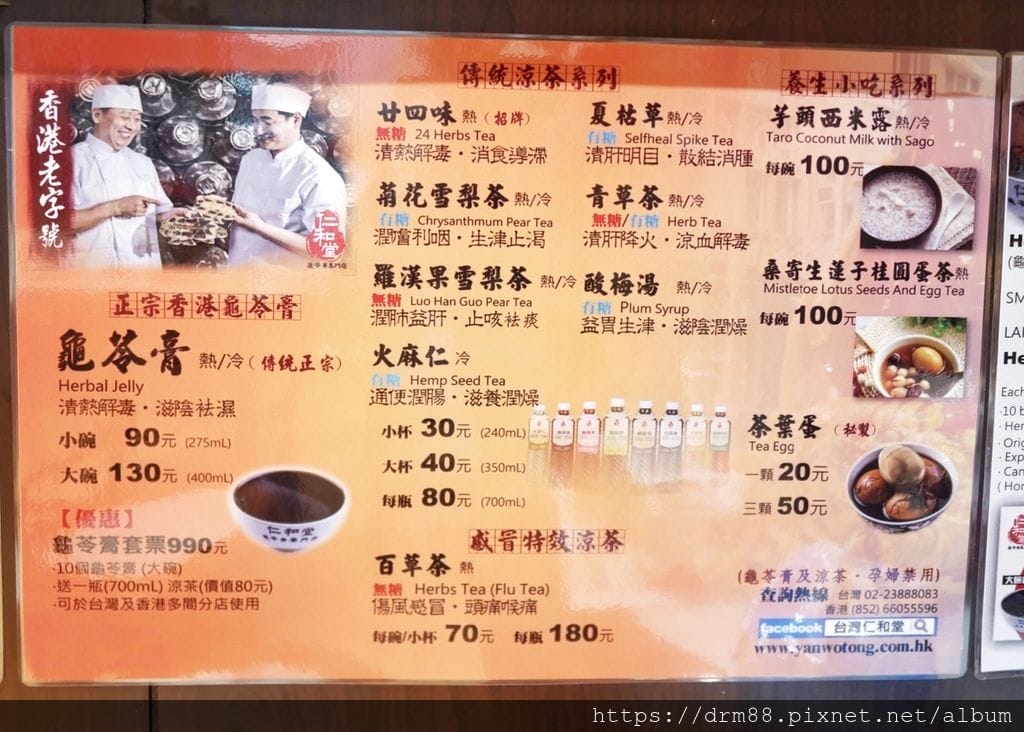 香港老字號
仁和堂
龜苓膏專門店
正宗香港龜苓膏
龜苓膏 熱/冷 (傳統正宗)
Herbal Jelly
清熱解毒・滋陰袪濕
小碗 90元 (275mL)
大碗 130元 (400mL)
【優惠】
龜苓膏套票990元
·10個龜苓膏 (大碗)
·送一瓶(700mL) 涼茶(價值80元)
·可於台灣及香港多間分店使用
仁和堂
龜苓膏專門店
傳統涼茶系列
廿四味 熱 (招牌)
無糖 24 Herbs Tea
清熱解毒・消食導滯
菊花雪梨茶 熱/冷
有糖 Chrysanthmum Pear Tea
潤膚利咽・生津止渴
羅漢果雪梨茶 熱/冷
無糖 Luo Han Guo Pear Tea
潤肺益肝・止咳袪痰
火麻仁 冷
有糖 Hemp Seed Tea
通便潤腸・滋養潤燥
夏枯草 熱/冷
有糖 Selfheal Spike Tea
清肝明目・散結消腫
青草茶 熱/冷
無糖/有糖 Herb Tea
清肝降火・涼血解毒
酸梅湯 熱/冷
有糖 Plum Syrup
益胃生津・滋陰潤燥
小杯 30元 (240mL)
大杯 40元 (350mL)
每瓶 80元 (700mL)
感冒特效涼茶
百草茶 熱
無糖 Herbs Tea (Flu Tea)
傷風感冒・頭痛喉痛
每碗/小杯 70元 每瓶 180元
養生小吃系列
芋頭西米露 熱/冷
Taro Coconut Milk with Sago
每碗 100元
桑寄生蓮子桂圓蛋茶 熱
Mistletoe Lotus Seeds And Egg Tea
每碗 100元
茶葉蛋 (秘製)
Tea Egg
一顆 20元
三顆 50元
(龜苓膏及涼茶・孕婦禁用)
查詢熱線 台灣 02-23888083
香港 (852) 66055596
facebook 台灣仁和堂
www.yanwotong.com.hk
https://drm88.pixnet.net/album